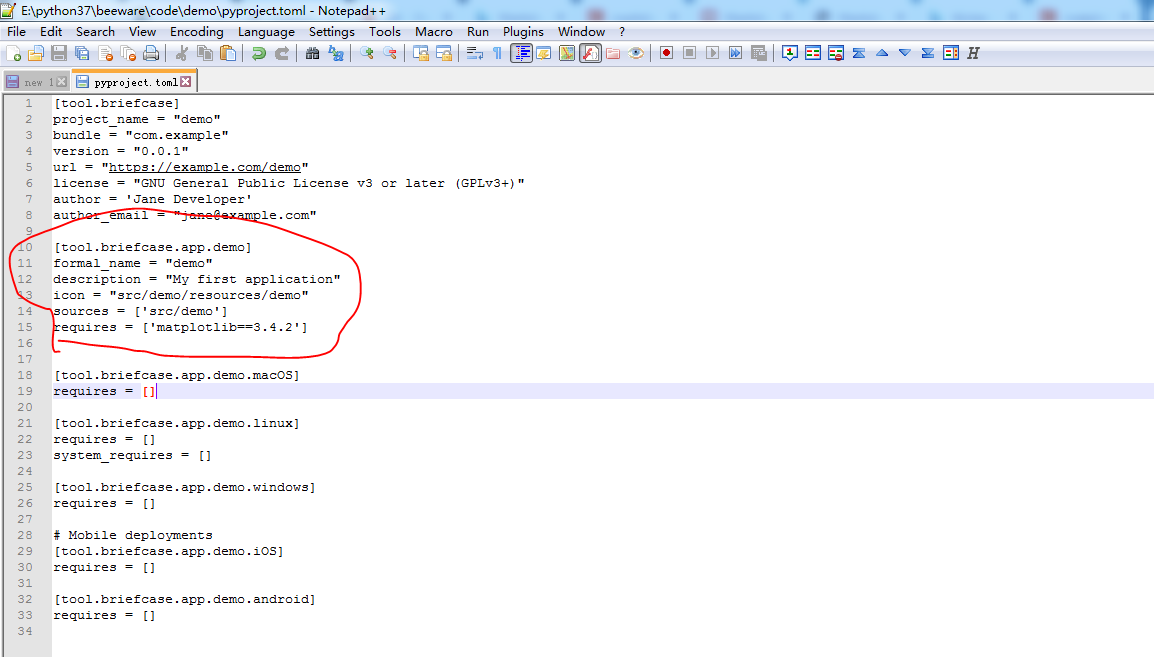 E:\python37\beeware\code\demo\pyproject.toml - Notepad++
File Edit Search View Encoding Language Settings Tools Macro Run Plugins Window ?
new 1 pyproject.toml
1 [tool.briefcase]
2 project_name = "demo"
3 bundle = "com.example"
4 version = "0.0.1"
5 url = "https://example.com/demo"
6 license = "GNU General Public License v3 or later (GPLv3+)"
7 author = 'Jane Developer'
8 author_email = "jane@example.com"
9
10 [tool.briefcase.app.demo]
11 formal_name = "demo"
12 description = "My first application"
13 icon = "src/demo/resources/demo"
14 sources = ['src/demo']
15 requires = ['matplotlib==3.4.2']
16
17
18 [tool.briefcase.app.demo.macOS]
19 requires = []
20
21 [tool.briefcase.app.demo.linux]
22 requires = []
23 system_requires = []
24
25 [tool.briefcase.app.demo.windows]
26 requires = []
27
28 # Mobile deployments
29 [tool.briefcase.app.demo.iOS]
30 requires = []
31
32 [tool.briefcase.app.demo.android]
33 requires = []
34